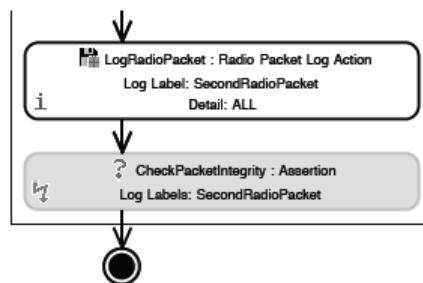 LogRadioPacket : Radio Packet Log Action
Log Label: SecondRadioPacket
Detail: ALL
i
? CheckPacketIntegrity : Assertion
Log Labels: SecondRadioPacket